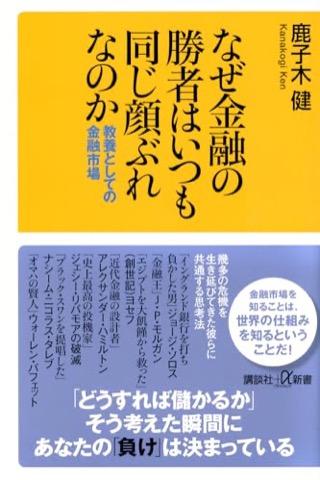 鹿子木 健
Kanakogi Ken
なぜ金融の
勝者はいつも
同じ顔ぶれ
なのか
教養としての
金融市場
幾多の危機を
生き延びてきた彼らに
共通する思考法
「イングランド銀行を打ち
負かした男」ジョージ・ソロス
「金融王」J・P・モルガン
「エジプトを大飢饉から救った」
『創世記』ヨセフ
「近代金融の設計者」
アレクサンダー・ハミルトン
「史上最高の投機家」
ジェシー・リバモアの破滅
「ブラック・スワンを提唱した」
ナシーム・ニコラス・タレブ
「オマハの賢人」ウォーレン・バフェット
金融市場を
知ることは、
世界の仕組み
を知るという
ことだ!
講談社+α新書
「どうすれば儲かるか」
そう考えた瞬間に
あなたの「負け」は決まっている